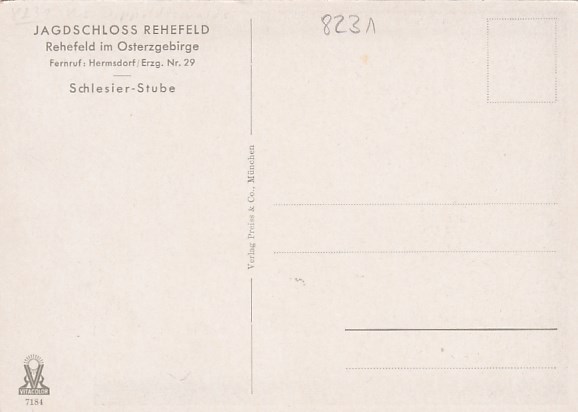 JAGDSCHLOSS REHEFELD
Rehefeld im Osterzgebirge
Fernruf: Hermsdorf/Erzg. Nr. 29
Schlesier-Stube
8231
Verlag Preiss & Co., München
7184